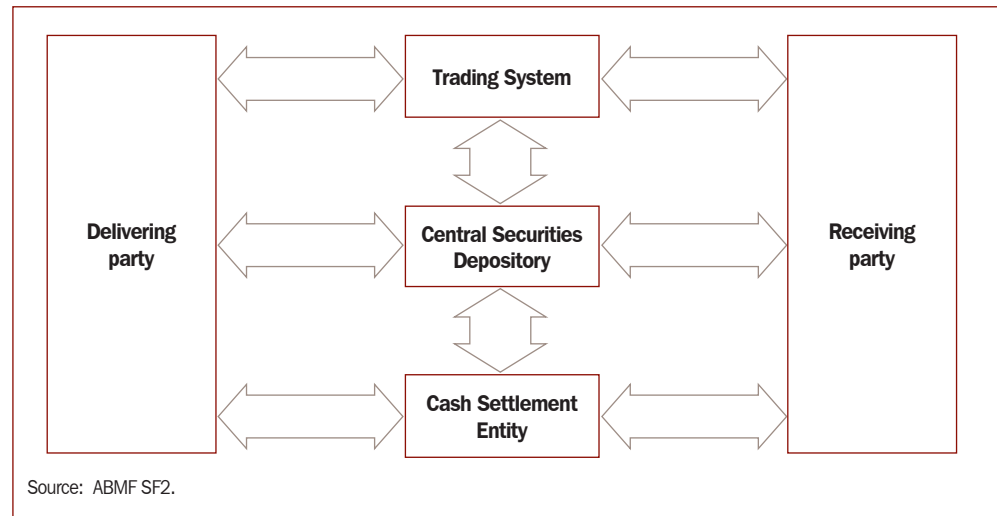 Trading System
Delivering
party
Central Securities
Depository
Receiving
party
Cash Settlement
Entity
Source: ABMF SF2.